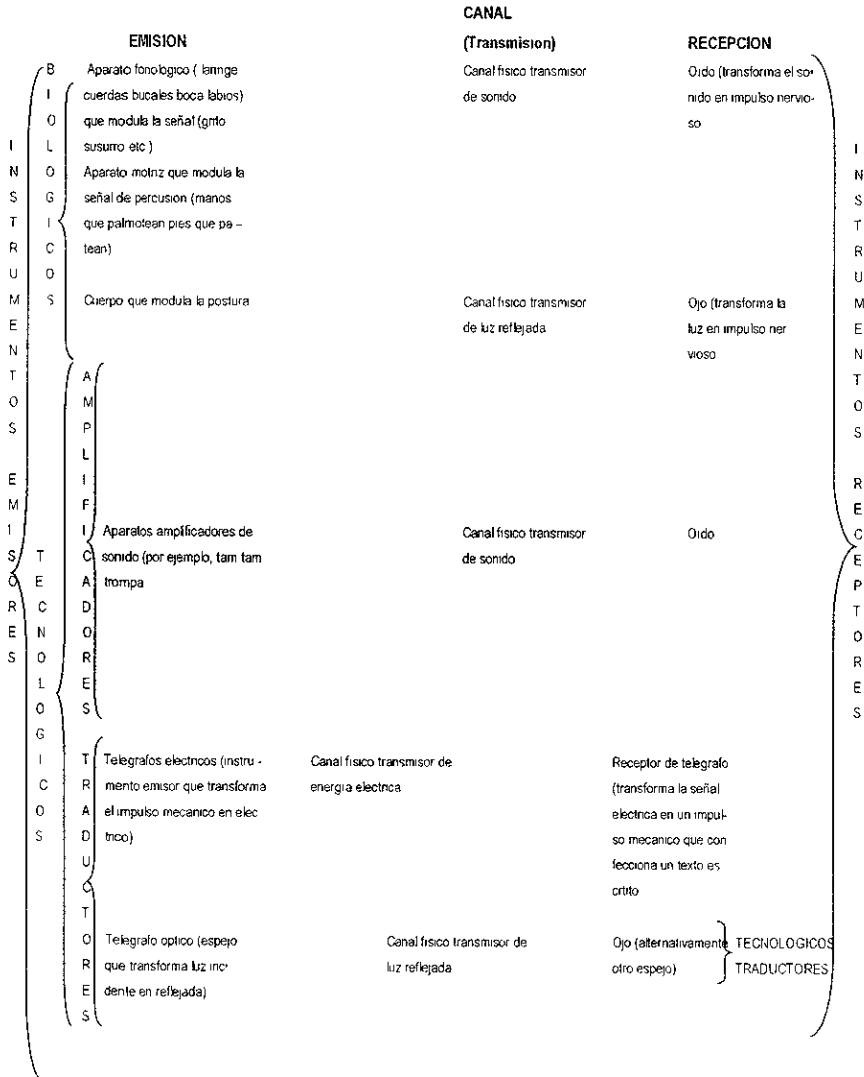 CANAL
EMISION (Transmision) RECEPCION
Aparato fonologico ( laringe Canal fisico transmisor Oido (transforma el so-
cuerdas bucales boca labios) de sonido nido en impulso nervio-
que modula la señal (grito so
susurro etc )
Aparato motriz que modula la
señal de percusion (manos
que palmotean pies que pa –
tean)
Cuerpo que modula la postura Canal fisico transmisor Ojo (transforma la
de luz reflejada luz en impulso ner
vioso
Aparatos amplificadores de Canal fisico transmisor Oido
sonido (por ejemplo, tam tam de sonido
trompa
Telegrafos electricos (instru - Canal fisico transmisor de Receptor de telegrafo
mento emisor que transforma energia electrica (transforma la señal
el impulso mecanico en elec electrica en un impul-
trico) so mecanico que con
fecciona un texto es
crtito
Telegrafo optico (espejo Canal fisico transmisor de Ojo (alternativamente TECNOLOGICOS
que transforma luz inci luz reflejada otro espejo) TRADUCTORES
dente en reflejada)
INSTRUMENTOS EMISORES
BIOLOGICOS
TECNOLOGICOS
AMPLIFICADORES
TRADUCTORES
INSTRUMENTOS RECEPTORES